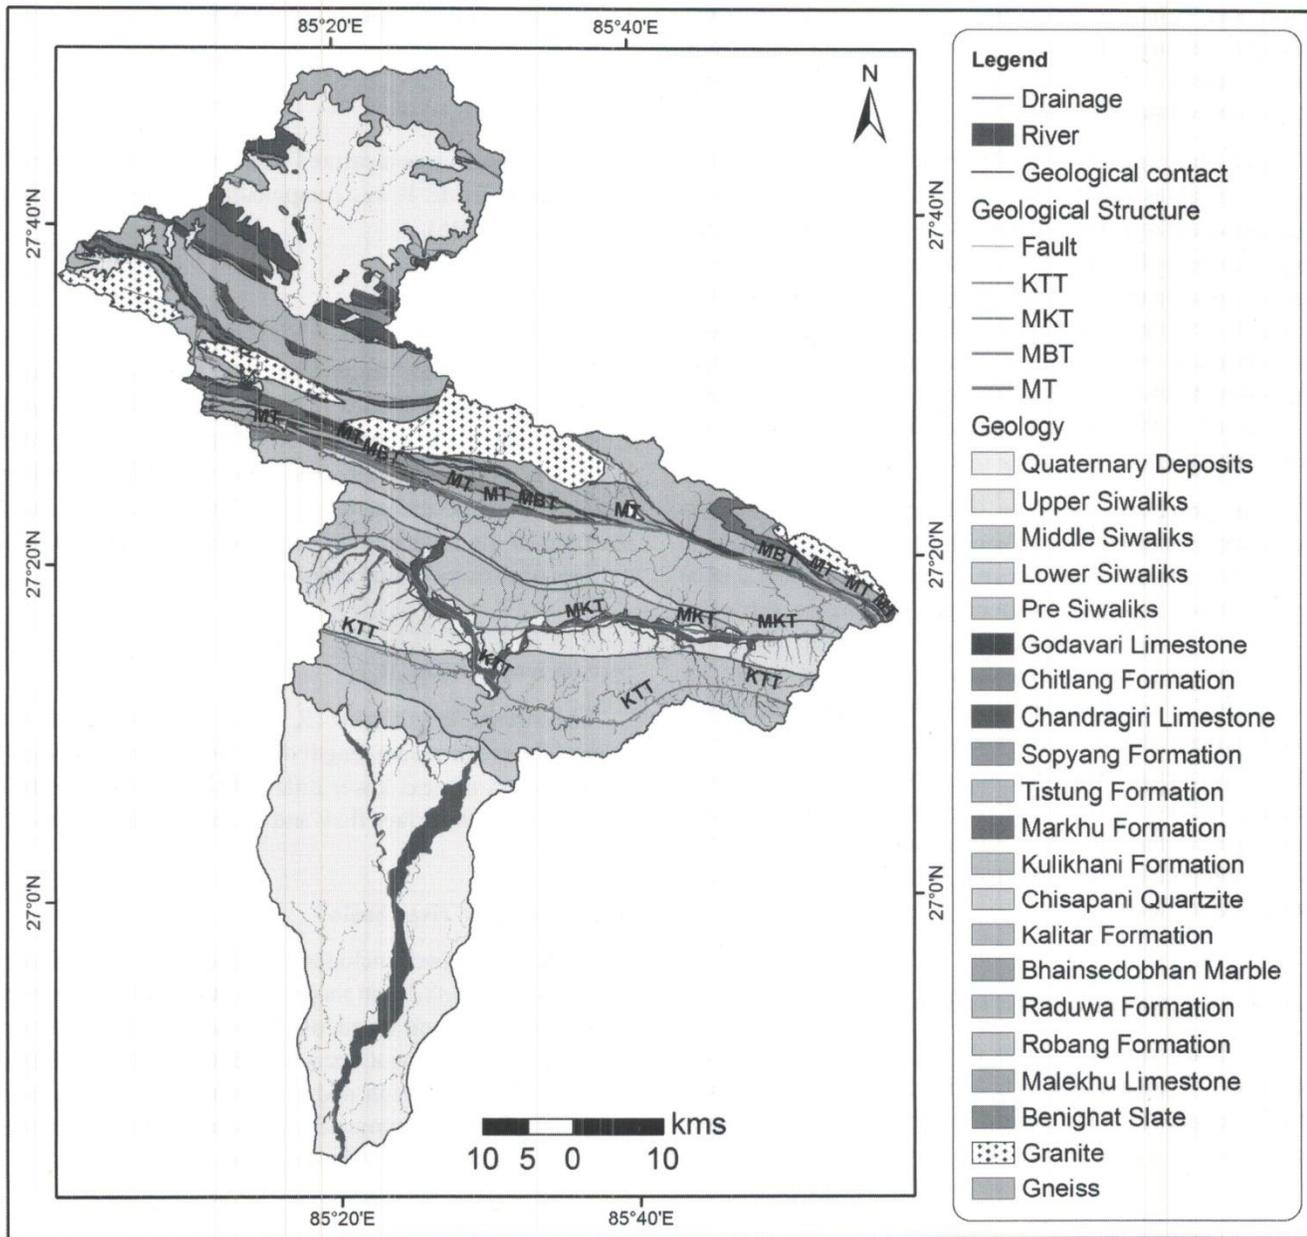 85°20'E
85°40'E
N
27°40'N
27°40'N
27°20'N
27°20'N
27°0'N
27°0'N
MT
MT
MBT
MT
MT
MBT
MT
MBT
MT
MT
MT
MKT
MKT
MKT
KTT
KTT
KTT
KTT
kms
10 5 0 10
85°20'E
85°40'E
Legend
Drainage
River
Geological contact
Geological Structure
Fault
KTT
MKT
MBT
MT
Geology
Quaternary Deposits
Upper Siwaliks
Middle Siwaliks
Lower Siwaliks
Pre Siwaliks
Godavari Limestone
Chitlang Formation
Chandragiri Limestone
Sopyang Formation
Tistung Formation
Markhu Formation
Kulikhani Formation
Chisapani Quartzite
Kalitar Formation
Bhainsedobhan Marble
Raduwa Formation
Robang Formation
Malekhu Limestone
Benighat Slate
Granite
Gneiss